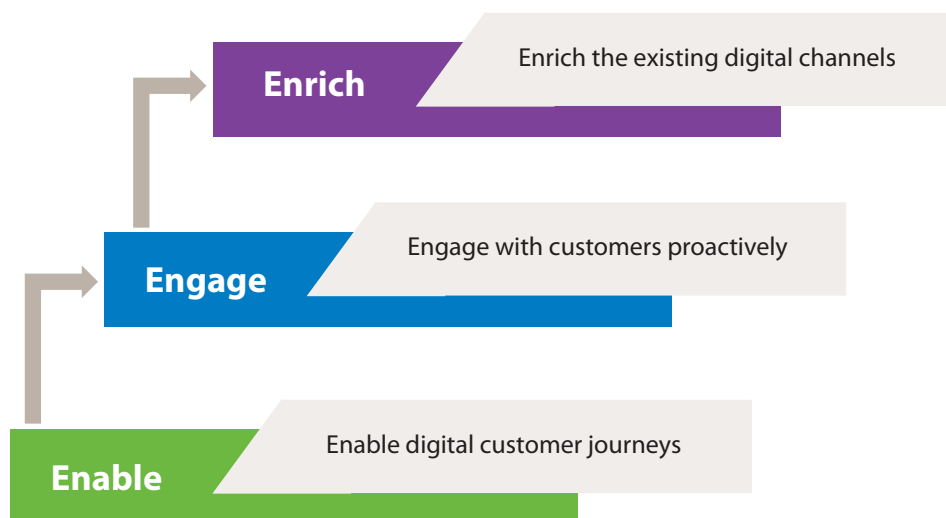 Enrich
Enrich the existing digital channels
Engage
Engage with customers proactively
Enable
Enable digital customer journeys